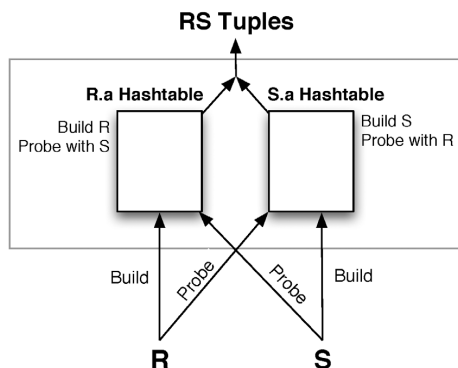 RS Tuples
R.a Hashtable
S.a Hashtable
Build R
Probe with S
Build S
Probe with R
Build
Probe
Probe
Build
R
S